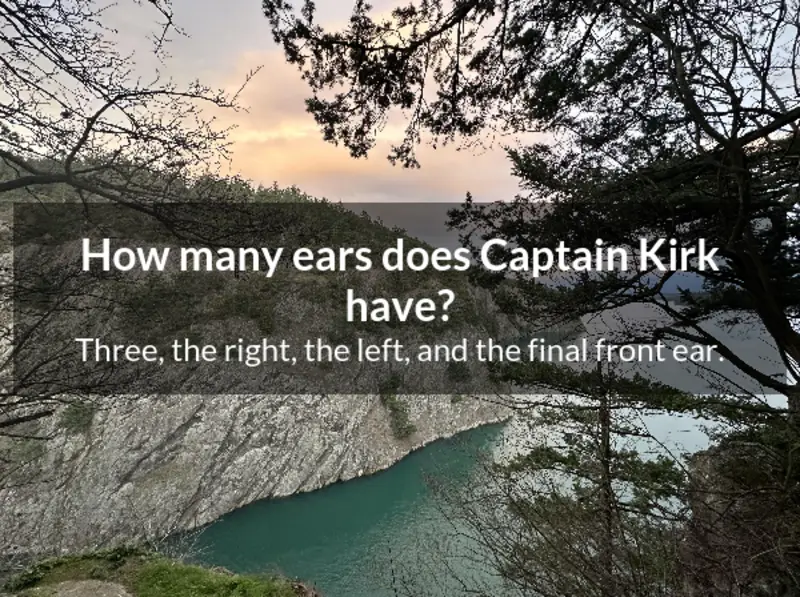 How many ears does Captain Kirk
have?
Three, the right, the left, and the final front ear.